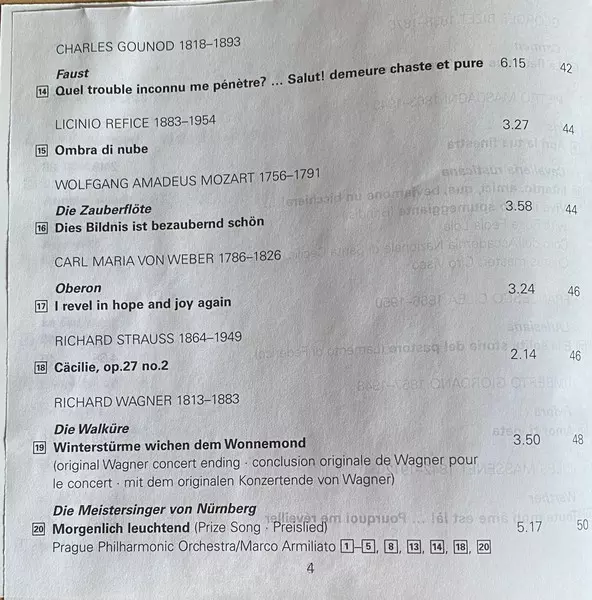 CHARLES GOUNOD 1818–1893
Faust
14 Quel trouble inconnu me pénètre? ... Salut! demeure chaste et pure 6.15 42
LICINIO REFICE 1883–1954
15 Ombra di nube 3.27 44
WOLFGANG AMADEUS MOZART 1756–1791
Die Zauberflöte
16 Dies Bildnis ist bezaubernd schön 3.58 44
CARL MARIA VON WEBER 1786–1826
Oberon
17 I revel in hope and joy again 3.24 46
RICHARD STRAUSS 1864–1949
18 Cäcilie, op.27 no.2 2.14 46
RICHARD WAGNER 1813–1883
Die Walküre
19 Winterstürme wichen dem Wonnemond 3.50 48
(original Wagner concert ending · conclusion originale de Wagner pour
le concert · mit dem originalen Konzertende von Wagner)
Die Meistersinger von Nürnberg
20 Morgenlich leuchtend (Prize Song · Preislied) 5.17 50
Prague Philharmonic Orchestra/Marco Armiliato 1–5, 8, 13, 14, 18, 20
4